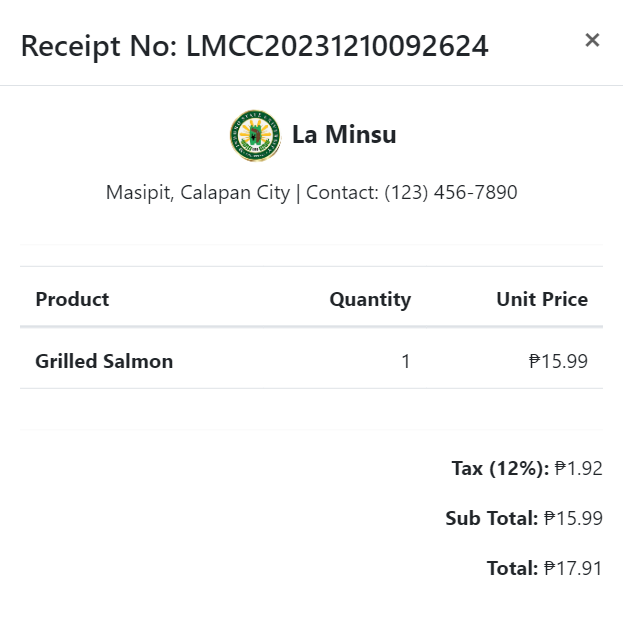 Receipt No: LMCC20231210092624 ×
La Minsu
Masipit, Calapan City | Contact: (123) 456-7890
Product Quantity Unit Price
Grilled Salmon 1 ₱15.99
Tax (12%): ₱1.92
Sub Total: ₱15.99
Total: ₱17.91